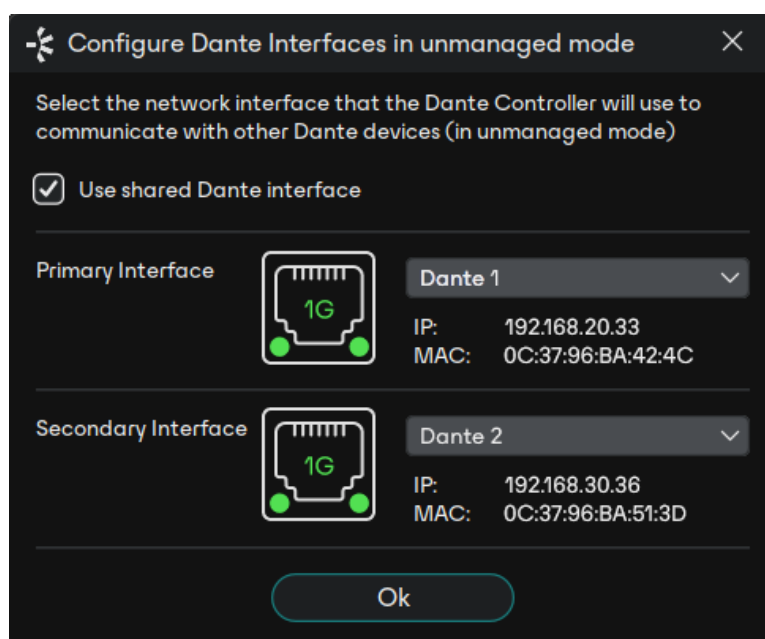 Configure Dante Interfaces in unmanaged mode
Select the network interface that the Dante Controller will use to
communicate with other Dante devices (in unmanaged mode)
Use shared Dante interface
Primary Interface
1G
Dante 1
IP: 192.168.20.33
MAC: 0C:37:96:BA:42:4C
Secondary Interface
1G
Dante 2
IP: 192.168.30.36
MAC: 0C:37:96:BA:51:3D
Ok